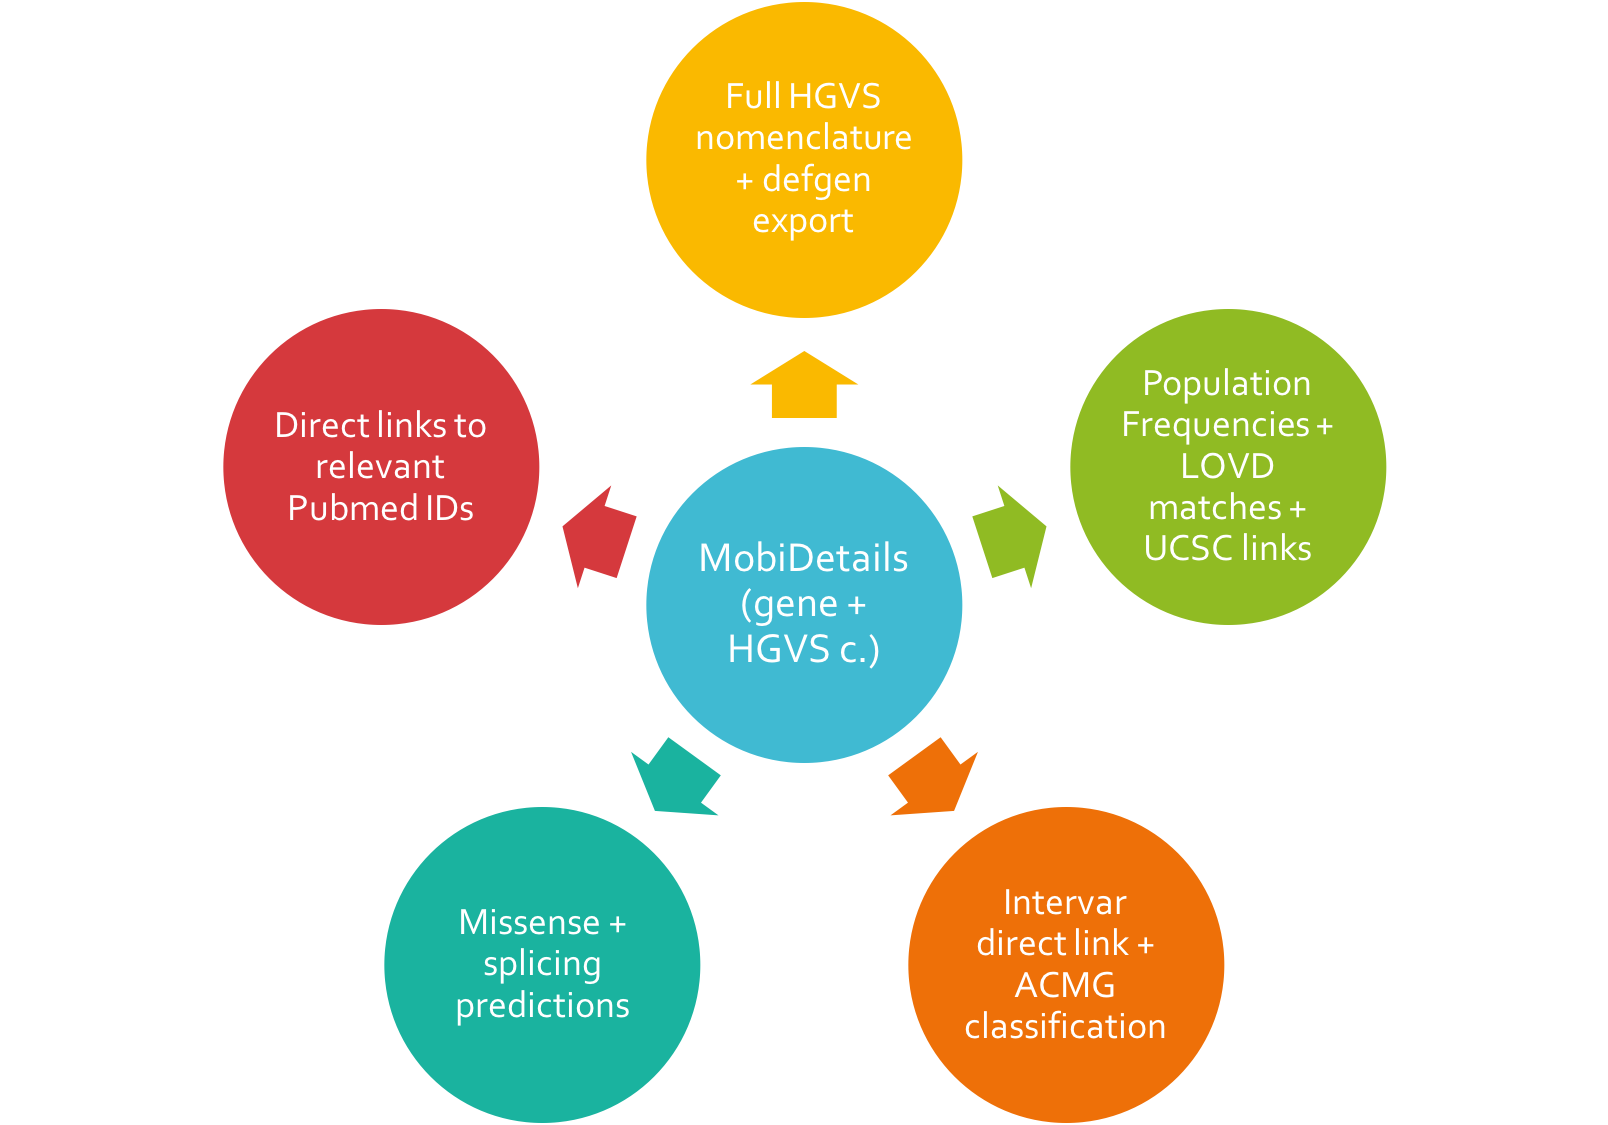 Full HGVS
nomenclature
+ defgen
export
Direct links to
relevant
Pubmed IDs
Population
Frequencies +
LOVD
matches +
UCSC links
MobiDetails
(gene +
HGVS c.)
Missense +
splicing
predictions
Intervar
direct link +
ACMG
classification